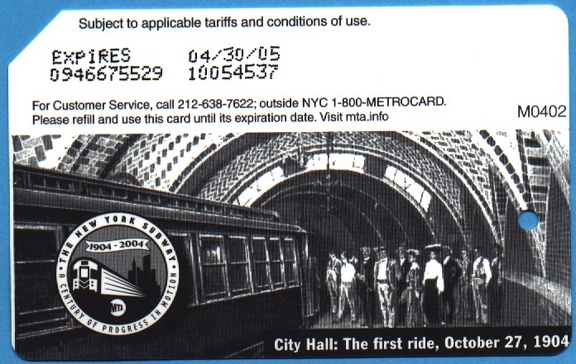 Subject to applicable tariffs and conditions of use.
EXPIRES 04/30/05
0946675529 10054537
For Customer Service, call 212-638-7622; outside NYC 1-800-METROCARD.
Please refill and use this card until its expiration date. Visit mta.info
M0402
THE NEW YORK SUBWAY
1904 - 2004
MTA
A CENTURY OF PROGRESS IN MOTION
City Hall: The first ride, October 27, 1904